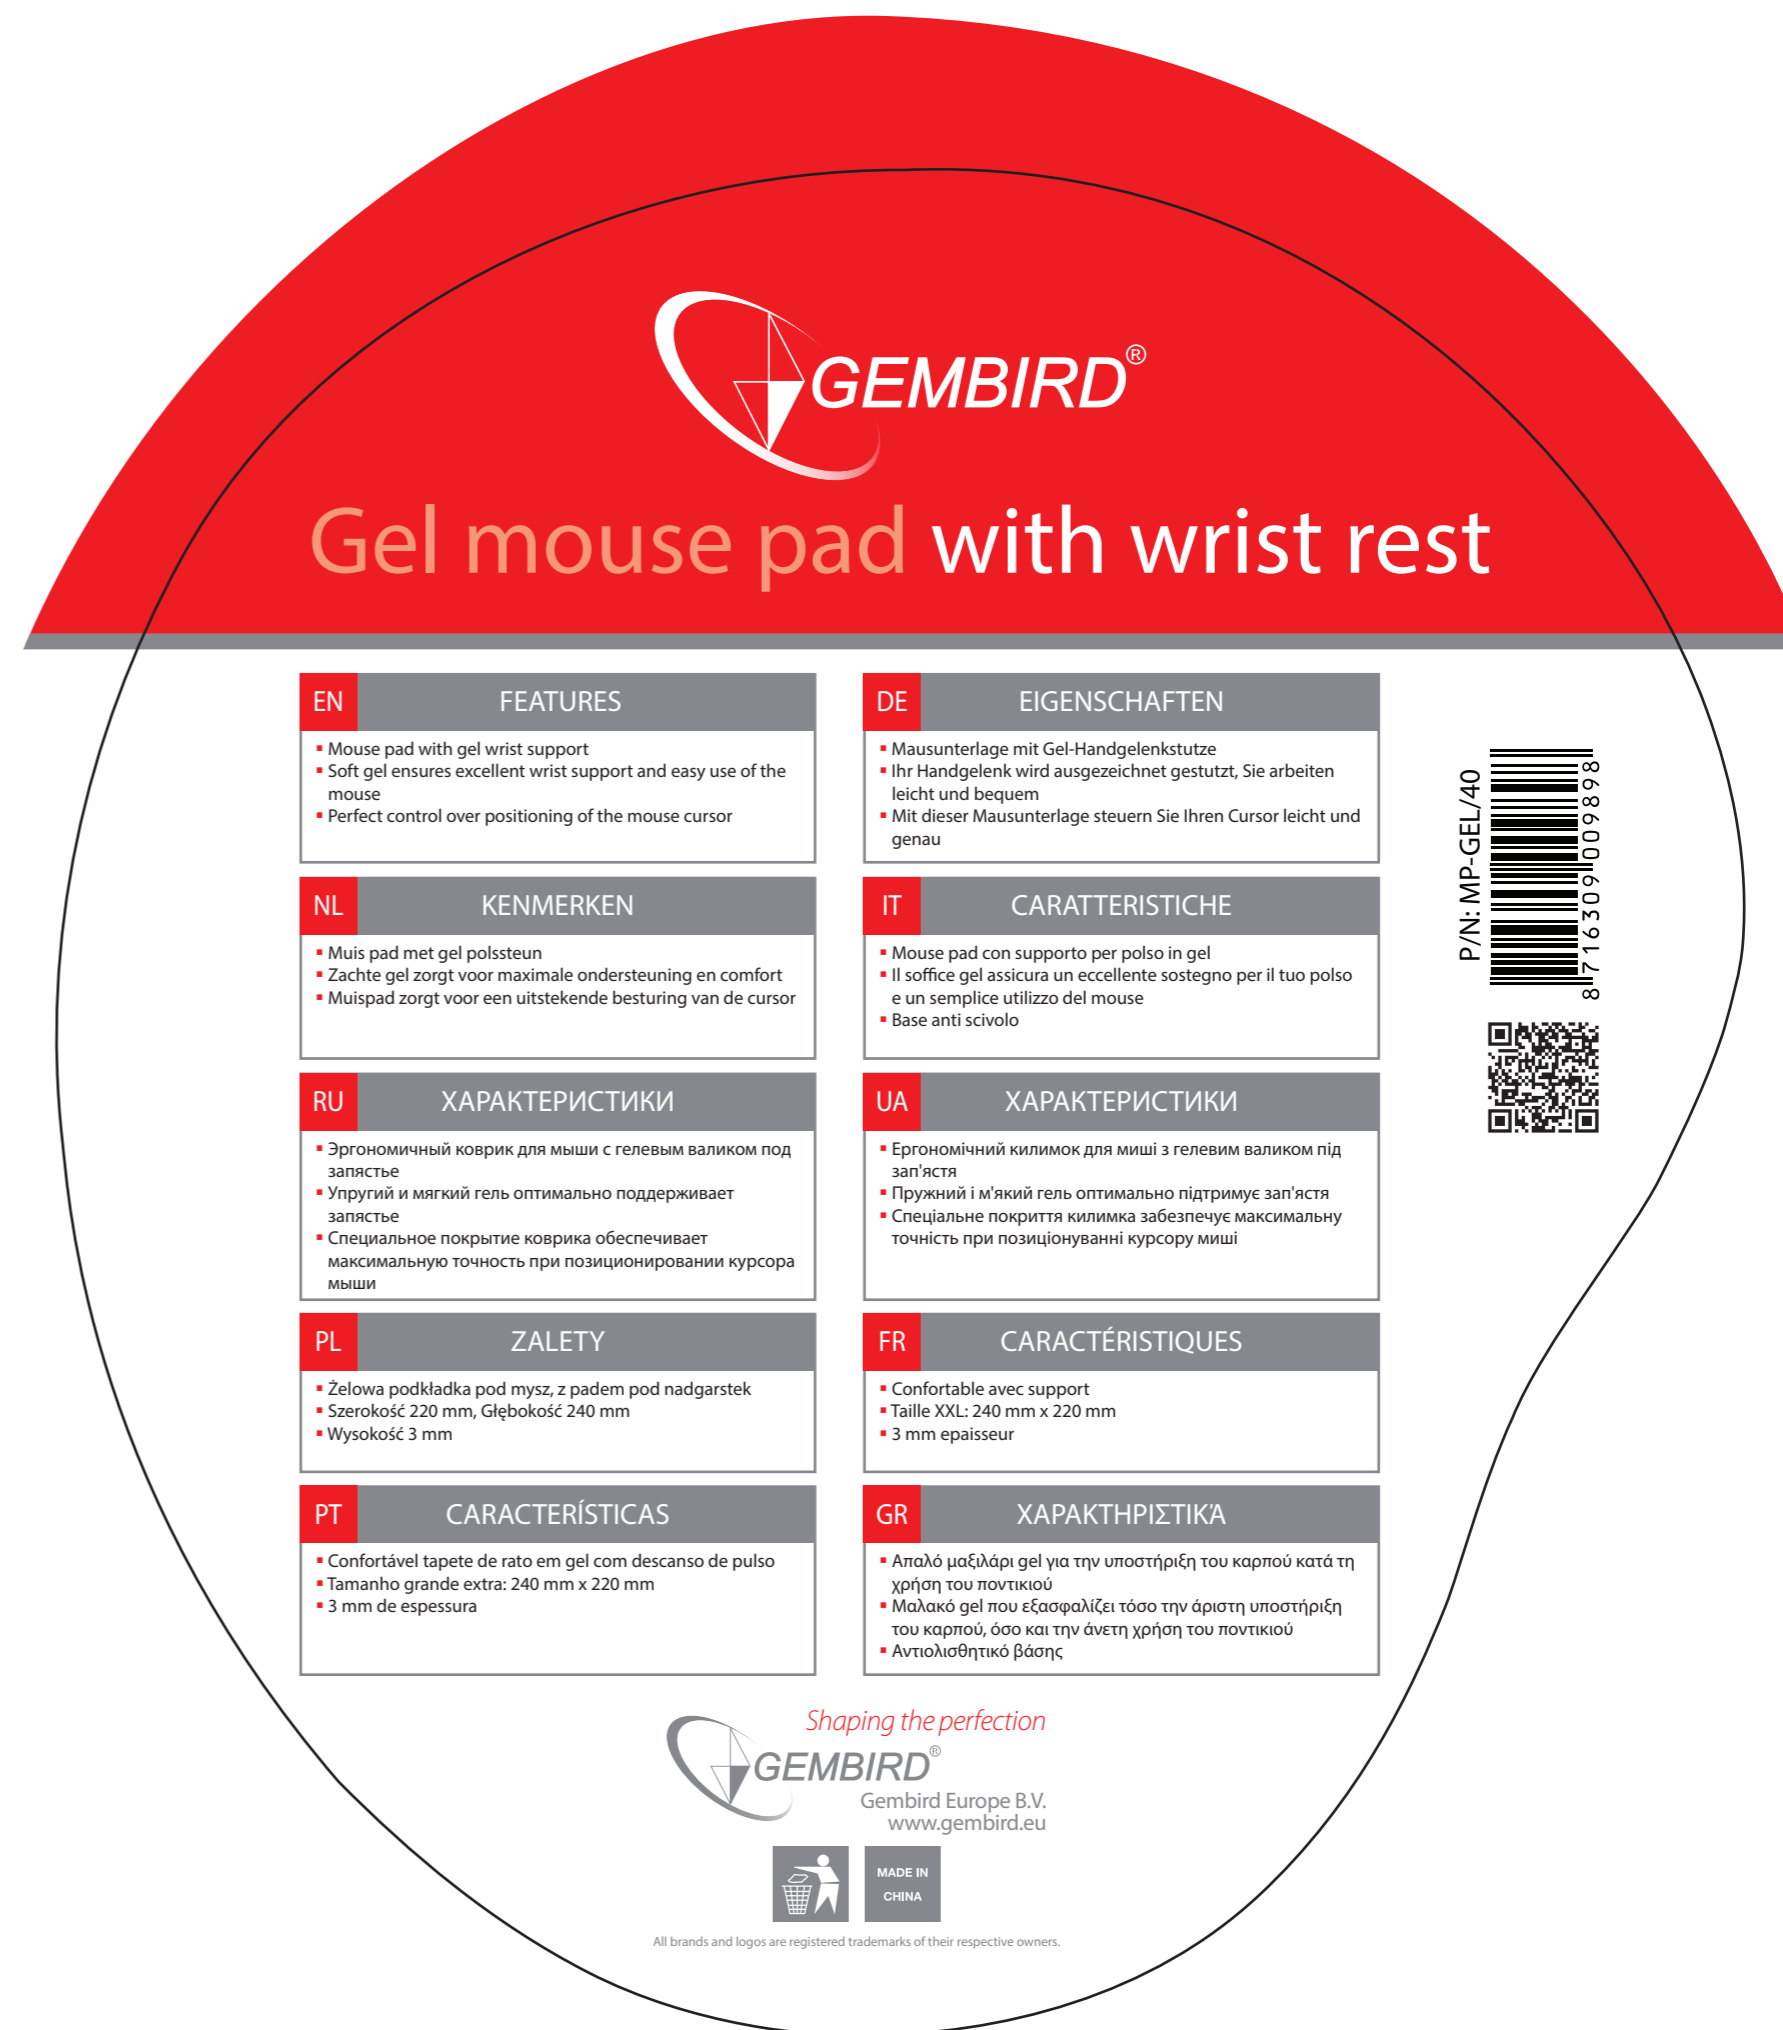 GEMBIRD®
Gel mouse pad with wrist rest
EN FEATURES
▪ Mouse pad with gel wrist support
▪ Soft gel ensures excellent wrist support and easy use of the
mouse
▪ Perfect control over positioning of the mouse cursor
DE EIGENSCHAFTEN
▪ Mausunterlage mit Gel-Handgelenkstutze
▪ Ihr Handgelenk wird ausgezeichnet gestutzt, Sie arbeiten
leicht und bequem
▪ Mit dieser Mausunterlage steuern Sie Ihren Cursor leicht und
genau
NL KENMERKEN
▪ Muis pad met gel polssteun
▪ Zachte gel zorgt voor maximale ondersteuning en comfort
▪ Muispad zorgt voor een uitstekende besturing van de cursor
IT CARATTERISTICHE
▪ Mouse pad con supporto per polso in gel
▪ Il soffice gel assicura un eccellente sostegno per il tuo polso
e un semplice utilizzo del mouse
▪ Base anti scivolo
RU ХАРАКТЕРИСТИКИ
▪ Эргономичный коврик для мыши с гелевым валиком под
запястье
▪ Упругий и мягкий гель оптимально поддерживает
запястье
▪ Специальное покрытие коврика обеспечивает
максимальную точность при позиционировании курсора
мыши
UA ХАРАКТЕРИСТИКИ
▪ Ергономічний килимок для миші з гелевим валиком під
зап'ястя
▪ Пружний і м'який гель оптимально підтримує зап'ястя
▪ Спеціальне покриття килимка забезпечує максимальну
точність при позиціонуванні курсору миші
PL ZALETY
▪ Żelowa podkładka pod mysz, z padem pod nadgarstek
▪ Szerokość 220 mm, Głębokość 240 mm
▪ Wysokość 3 mm
FR CARACTÉRISTIQUES
▪ Confortable avec support
▪ Taille XXL: 240 mm x 220 mm
▪ 3 mm epaisseur
PT CARACTERÍSTICAS
▪ Confortável tapete de rato em gel com descanso de pulso
▪ Tamanho grande extra: 240 mm x 220 mm
▪ 3 mm de espessura
GR ΧΑΡΑΚΤΗΡΙΣΤΙΚΆ
▪ Απαλό μαξιλάρι gel για την υποστήριξη του καρπού κατά τη
χρήση του ποντικιού
▪ Μαλακό gel που εξασφαλίζει τόσο την άριστη υποστήριξη
του καρπού, όσο και την άνετη χρήση του ποντικιού
▪ Αντιολισθητικό βάσης
P/N: MP-GEL/40
8 716309 009898
Shaping the perfection
GEMBIRD®
Gembird Europe B.V.
www.gembird.eu
MADE IN
CHINA
All brands and logos are registered trademarks of their respective owners.